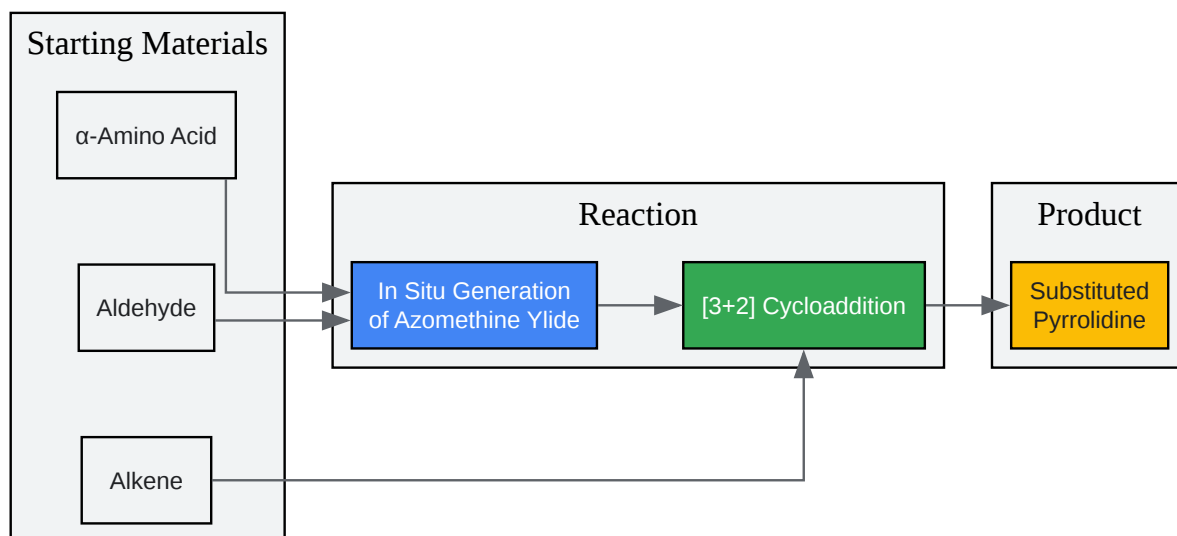 Starting Materials
α-Amino Acid
Aldehyde
Alkene
Reaction
In Situ Generation
of Azomethine Ylide
[3+2] Cycloaddition
Product
Substituted
Pyrrolidine